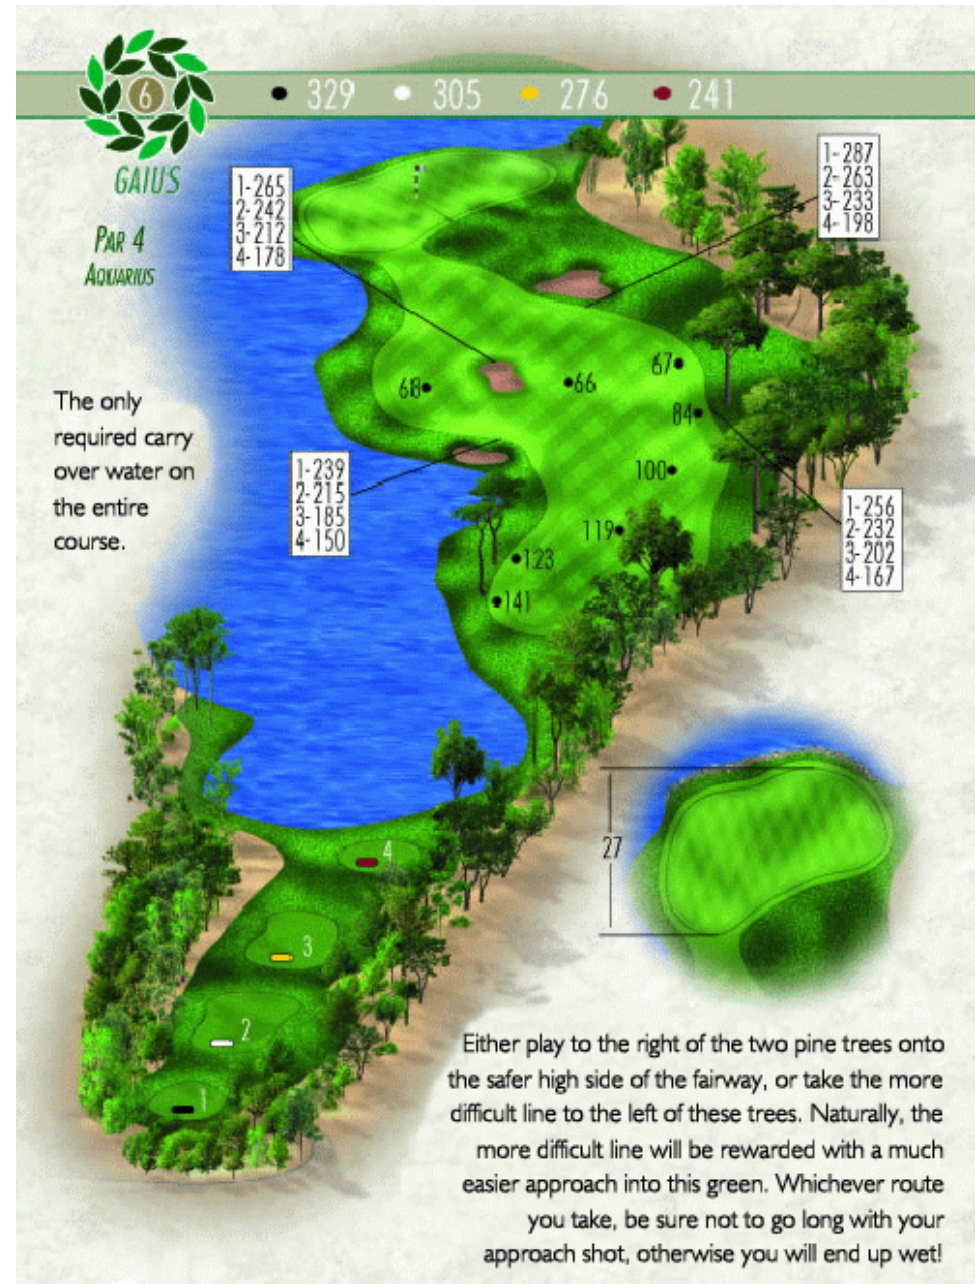 6
329 305 276 241
GAIUS
PAR 4
AQUARIUS
1-265
2-242
3-212
4-178
1-287
2-263
3-233
4-198
The only
required carry
over water on
the entire
course.
67
68
66
84
1-239
2-215
3-185
4-150
100
1-256
2-232
3-202
4-167
119
123
141
4
3
2
1
27
Either play to the right of the two pine trees onto
the safer high side of the fairway, or take the more
difficult line to the left of these trees. Naturally, the
more difficult line will be rewarded with a much
easier approach into this green. Whichever route
you take, be sure not to go long with your
approach shot, otherwise you will end up wet!